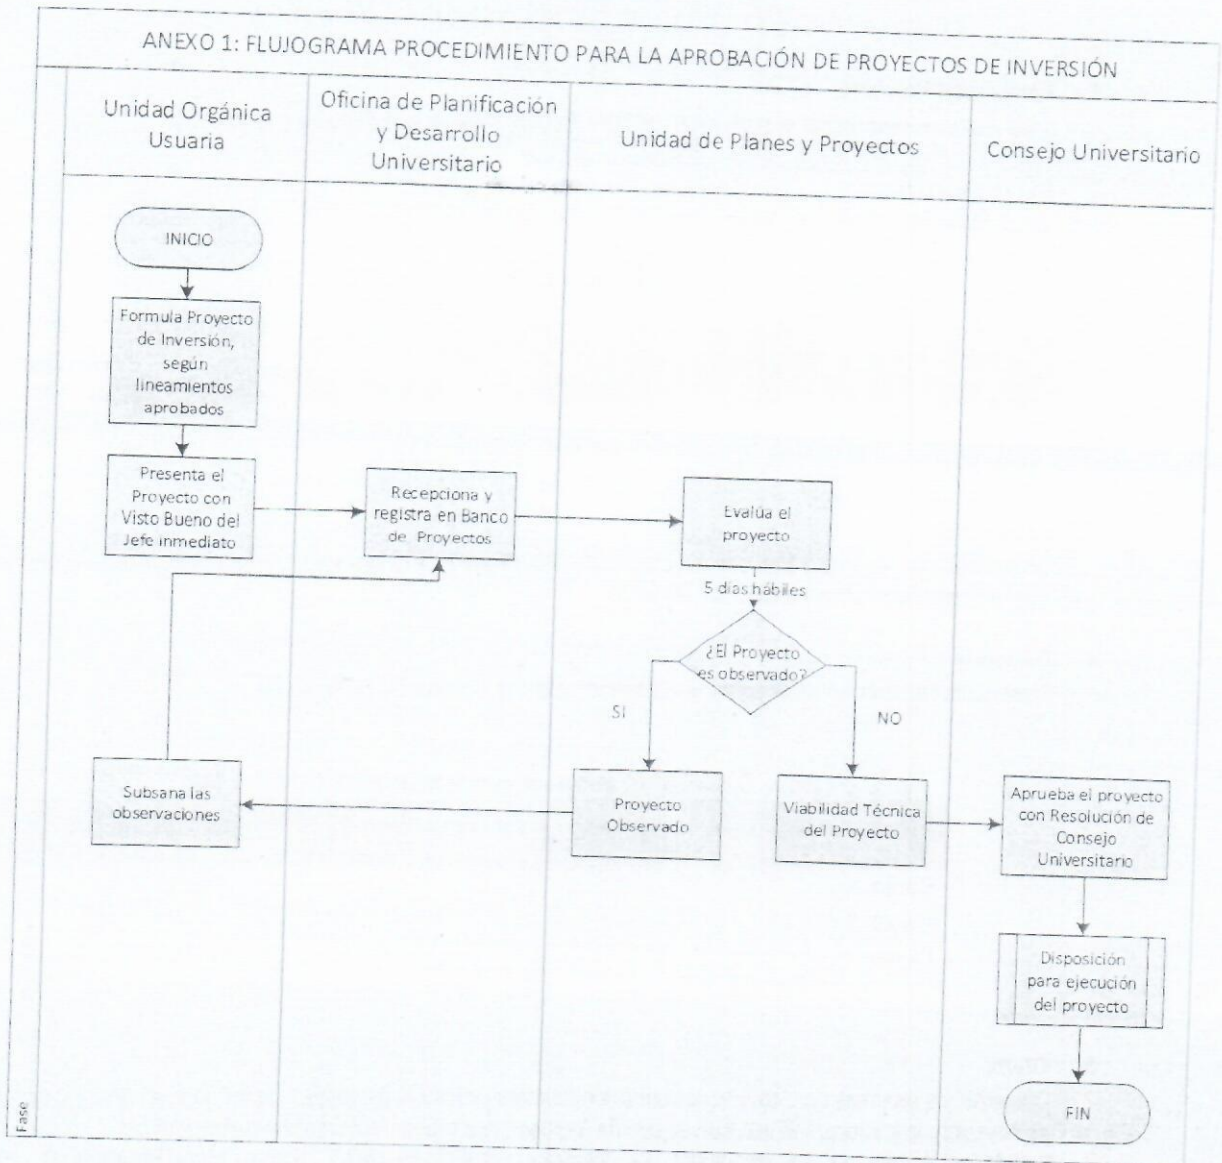 ANEXO 1: FLUJOGRAMA PROCEDIMIENTO PARA LA APROBACIÓN DE PROYECTOS DE INVERSIÓN
Unidad Orgánica
Usuaria
Oficina de Planificación
y Desarrollo
Universitario
Unidad de Planes y Proyectos
Consejo Universitario
INICIO
Formula Proyecto
de Inversión,
según
lineamientos
aprobados
Presenta el
Proyecto con
Visto Bueno del
Jefe inmediato
Recepciona y
registra en Banco
de Proyectos
Evalúa el
proyecto
5 días hábiles
¿El Proyecto
es observado?
SI
NO
Subsana las
observaciones
Proyecto
Observado
Viabilidad Técnica
del Proyecto
Aprueba el proyecto
con Resolución de
Consejo
Universitario
Disposición
para ejecución
del proyecto
FIN
Fase